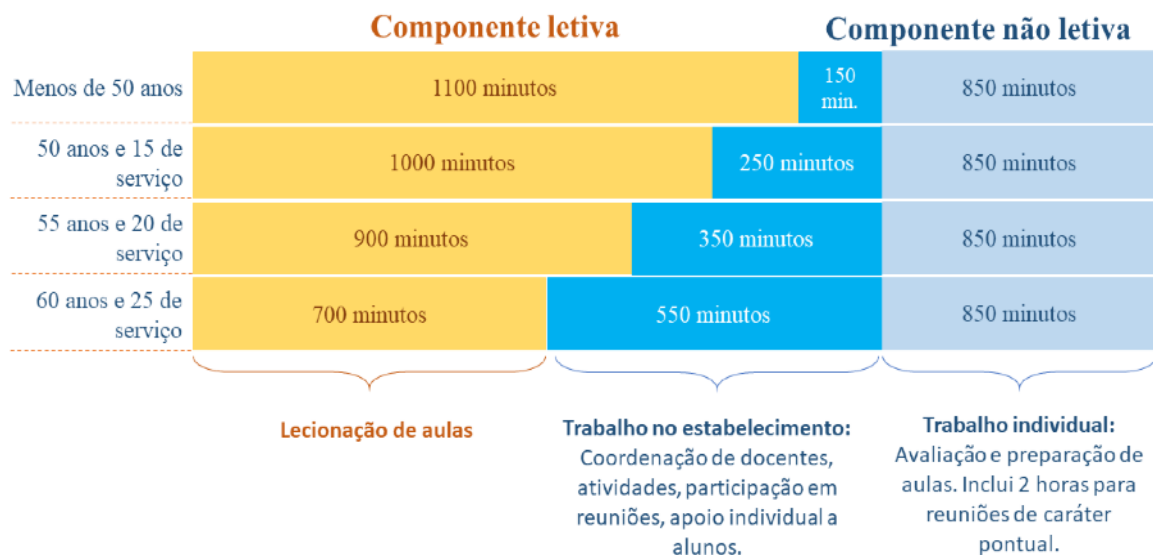 Componente letiva
Componente não letiva
Menos de 50 anos
1100 minutos
150
min.
850 minutos
50 anos e 15 de
serviço
1000 minutos
250 minutos
850 minutos
55 anos e 20 de
serviço
900 minutos
350 minutos
850 minutos
60 anos e 25 de
serviço
700 minutos
550 minutos
850 minutos
Lecionação de aulas
Trabalho no estabelecimento:
Coordenação de docentes,
atividades, participação em
reuniões, apoio individual a
alunos.
Trabalho individual:
Avaliação e preparação de
aulas. Inclui 2 horas para
reuniões de caráter
pontual.